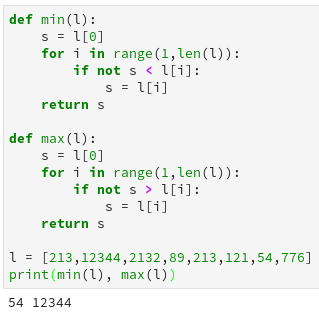 def min(l):
    s = l[0]
    for i in range(1,len(l)):
        if not s < l[i]:
            s = l[i]
    return s

def max(l):
    s = l[0]
    for i in range(1,len(l)):
        if not s > l[i]:
            s = l[i]
    return s

l = [213,12344,2132,89,213,121,54,776]
print(min(l), max(l))
54 12344